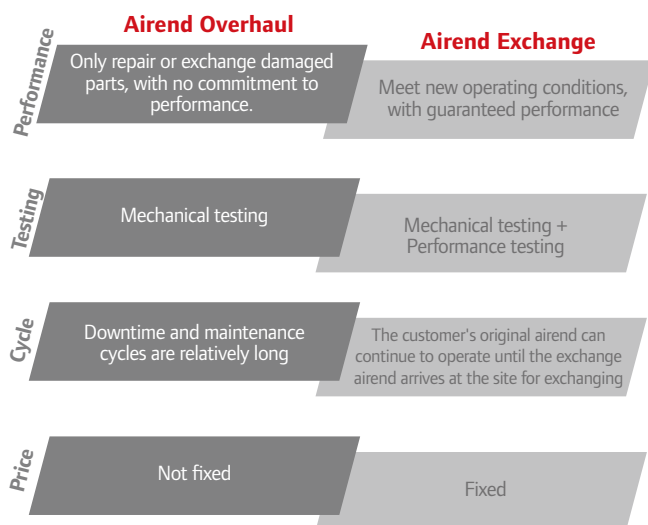 Airend Overhaul
Airend Exchange
Performance
Only repair or exchange damaged
parts, with no commitment to
performance.
Meet new operating conditions,
with guaranteed performance
Testing
Mechanical testing
Mechanical testing +
Performance testing
Cycle
Downtime and maintenance
cycles are relatively long
The customer's original airend can
continue to operate until the exchange
airend arrives at the site for exchanging
Price
Not fixed
Fixed